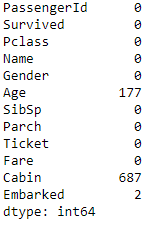 PassengerId 0
Survived 0
Pclass 0
Name 0
Gender 0
Age 177
SibSp 0
Parch 0
Ticket 0
Fare 0
Cabin 687
Embarked 2
dtype: int64